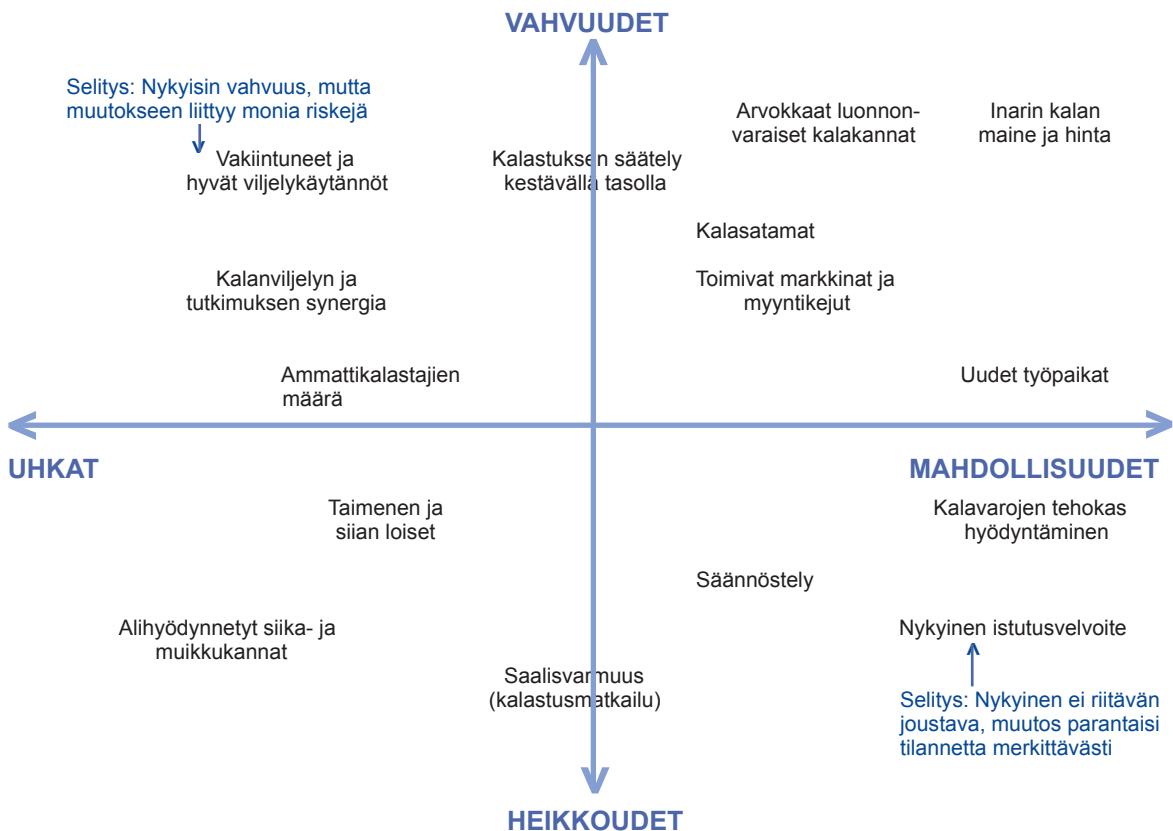 VAHVUUDET
Selitys: Nykyisin vahvuus, mutta
muutokseen liittyy monia riskejä
Vakiintuneet ja
hyvät viljelykäytännöt
Kalastuksen säätely
kestävällä tasolla
Arvokkaat luonnon-
varaiset kalakannat
Inarin kalan
maine ja hinta
Kalasatamat
Kalanviljelyn ja
tutkimuksen synergia
Toimivat markkinat ja
myyntikejut
Ammattikalastajien
määrä
Uudet työpaikat
UHKAT
MAHDOLLISUUDET
Taimenen ja
siian loiset
Kalavarojen tehokas
hyödyntäminen
Säännöstely
Alihyödynnetyt siika- ja
muikkukannat
Nykyinen istutusvelvoite
Saalisvarmuus
(kalastusmatkailu)
Selitys: Nykyinen ei riitävän
joustava, muutos parantaisi
tilannetta merkittävästi
HEIKKOUDET